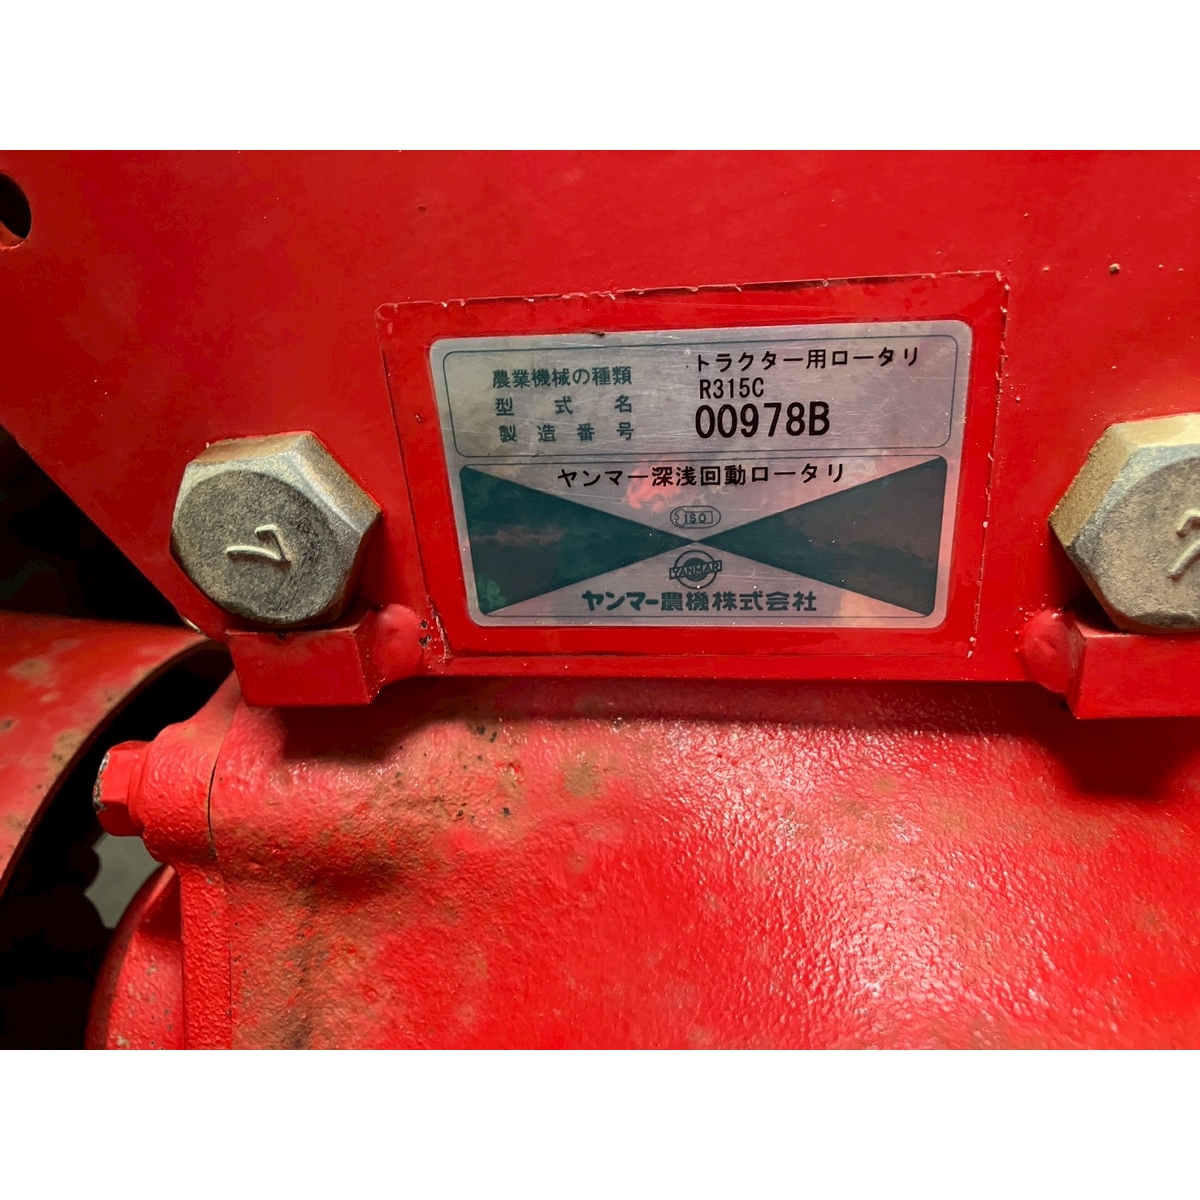 農業機械の種類 トラクター用ロータリ
型式名 R315C
製造番号 00978B
ヤンマー深浅回動ロータリ
ISO
YANMAR
ヤンマー農機株式会社
7
7